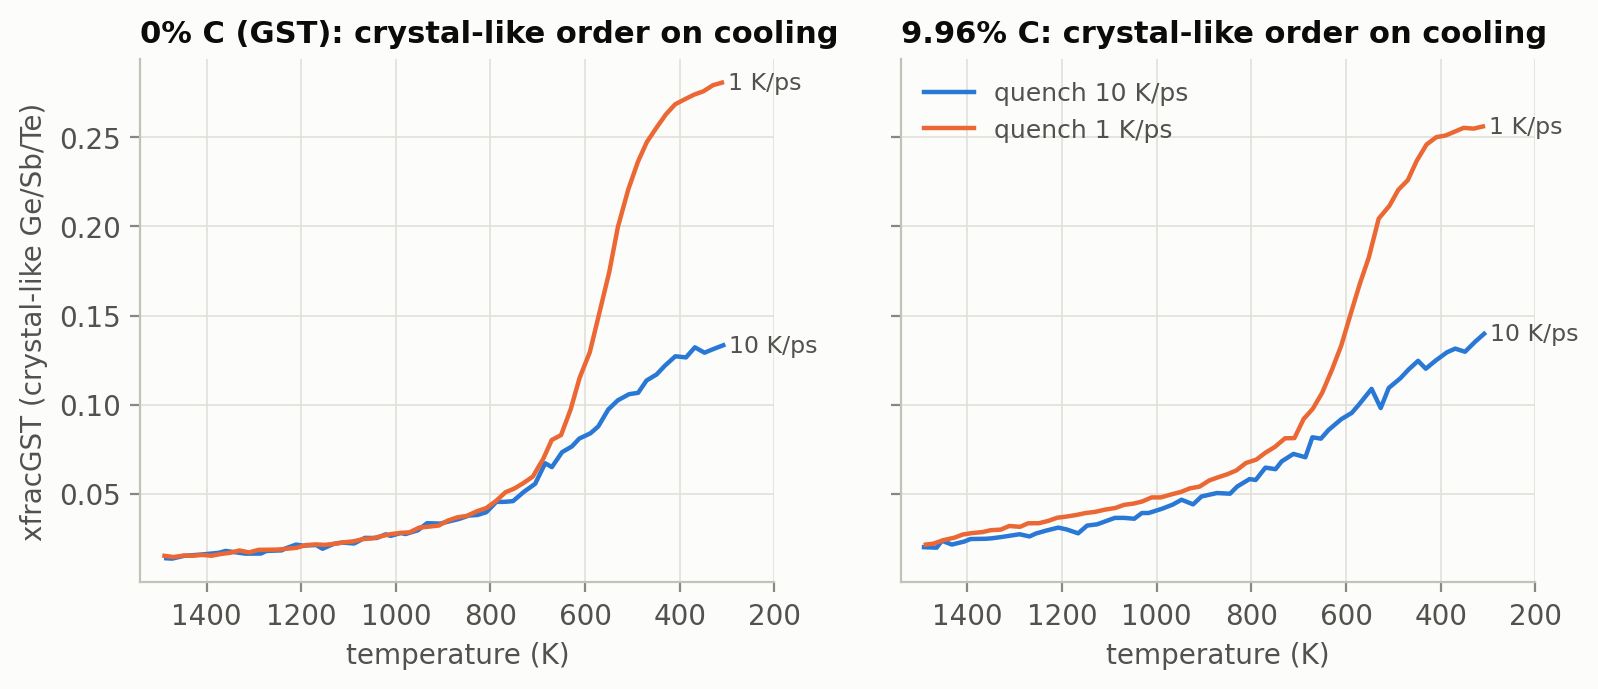 0% C (GST): crystal-like order on cooling
xfracGST (crystal-like Ge/Sb/Te)
0.25
0.20
0.15
0.10
0.05
1 K/ps
10 K/ps
1400 1200 1000 800 600 400 200
temperature (K)
9.96% C: crystal-like order on cooling
quench 10 K/ps
quench 1 K/ps
1 K/ps
10 K/ps
1400 1200 1000 800 600 400 200
temperature (K)